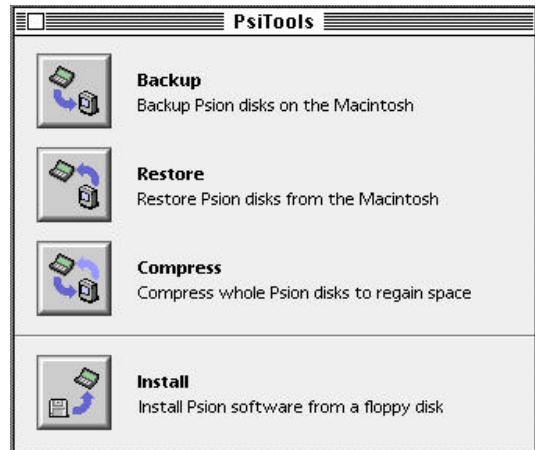 PsiTools
Backup
Backup Psion disks on the Macintosh
Restore
Restore Psion disks from the Macintosh
Compress
Compress whole Psion disks to regain space
Install
Install Psion software from a floppy disk